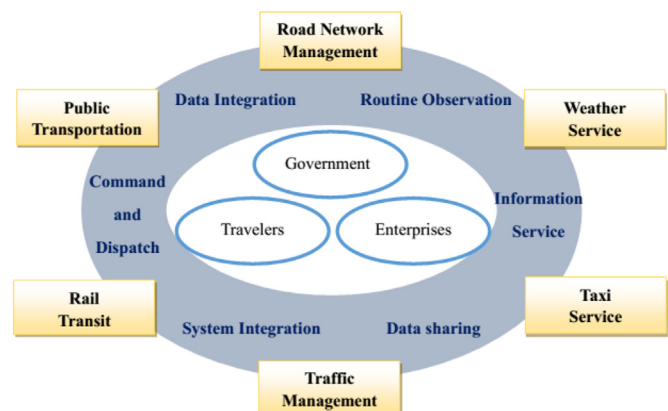 Road Network
Management
Public
Transportation
Data Integration
Routine Observation
Weather
Service
Government
Command
and
Dispatch
Travelers
Enterprises
Information
Service
Rail
Transit
Taxi
Service
System Integration
Data sharing
Traffic
Management